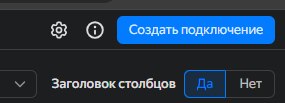 Создать подключение
Заголовок столбцов Да Нет